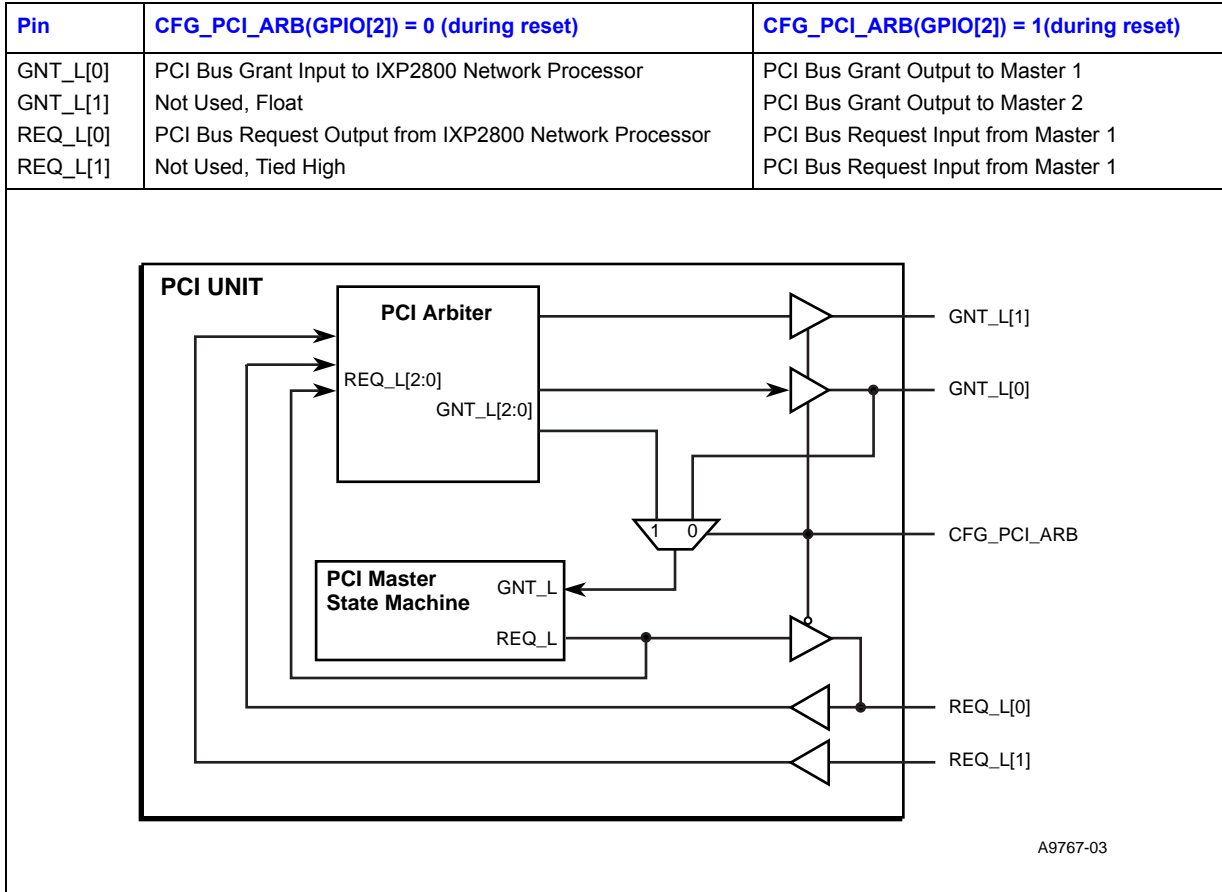 Pin CFG_PCI_ARB(GPIO[2]) = 0 (during reset) CFG_PCI_ARB(GPIO[2]) = 1(during reset)
GNT_L[0] PCI Bus Grant Input to IXP2800 Network Processor PCI Bus Grant Output to Master 1
GNT_L[1] Not Used, Float PCI Bus Grant Output to Master 2
REQ_L[0] PCI Bus Request Output from IXP2800 Network Processor PCI Bus Request Input from Master 1
REQ_L[1] Not Used, Tied High PCI Bus Request Input from Master 1
PCI UNIT
PCI Arbiter
GNT_L[1]
REQ_L[2:0]
GNT_L[0]
GNT_L[2:0]
1 0
CFG_PCI_ARB
PCI Master
State Machine
GNT_L
REQ_L
REQ_L[0]
REQ_L[1]
A9767-03